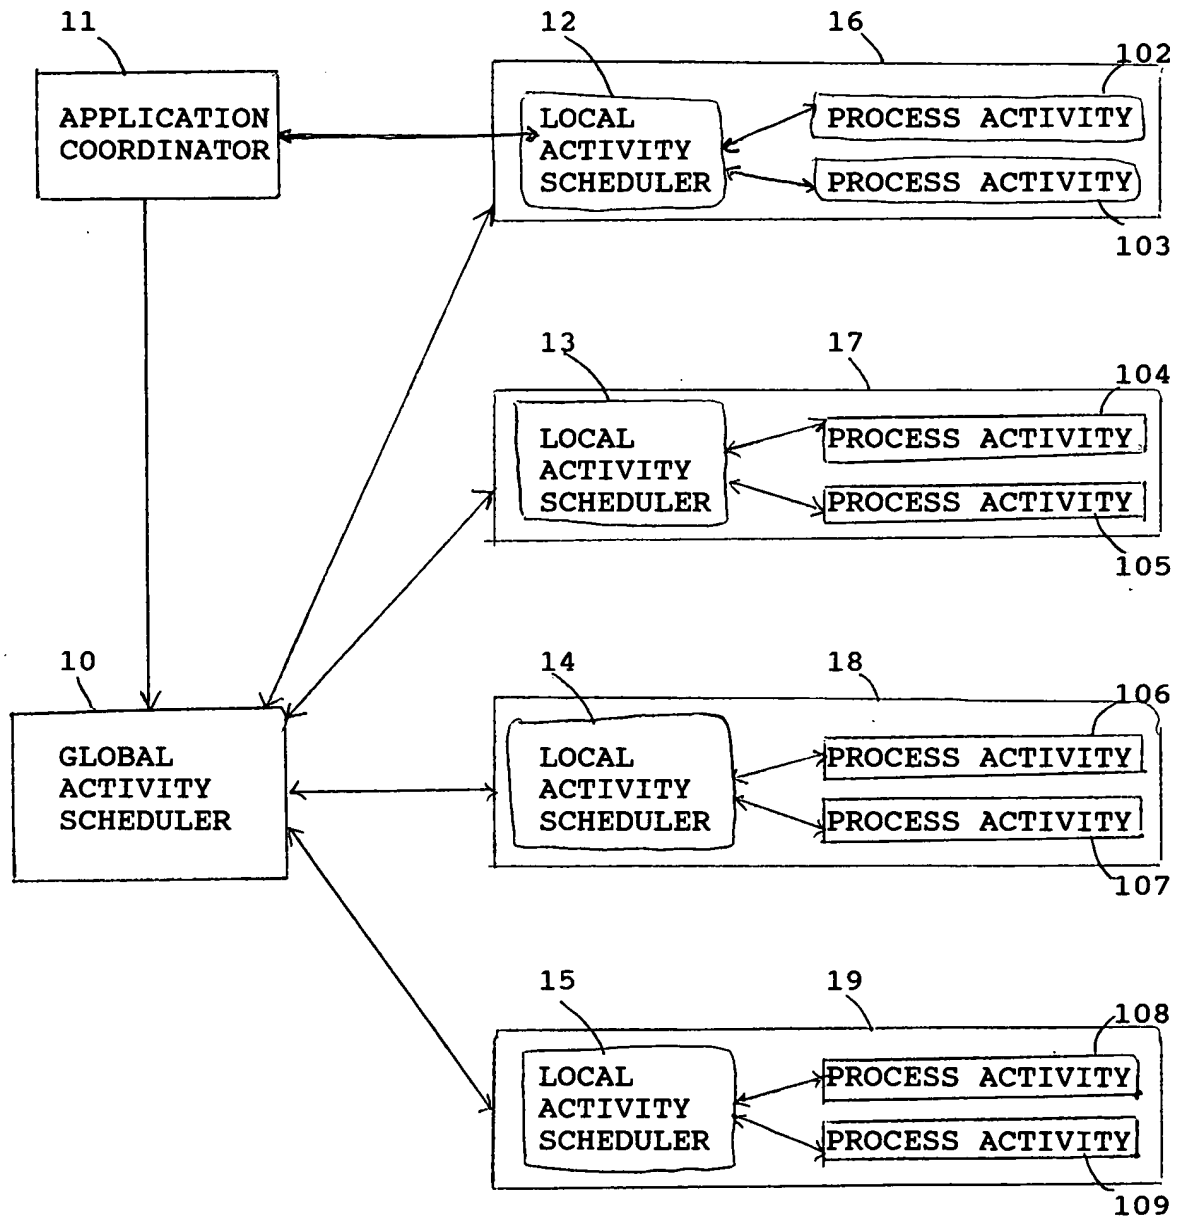 11
APPLICATION
COORDINATOR
12
16
102
LOCAL
ACTIVITY
SCHEDULER
PROCESS ACTIVITY
PROCESS ACTIVITY
103
13
17
104
LOCAL
ACTIVITY
SCHEDULER
PROCESS ACTIVITY
PROCESS ACTIVITY
105
10
GLOBAL
ACTIVITY
SCHEDULER
14
18
106
LOCAL
ACTIVITY
SCHEDULER
PROCESS ACTIVITY
PROCESS ACTIVITY
107
15
19
108
LOCAL
ACTIVITY
SCHEDULER
PROCESS ACTIVITY
PROCESS ACTIVITY
109